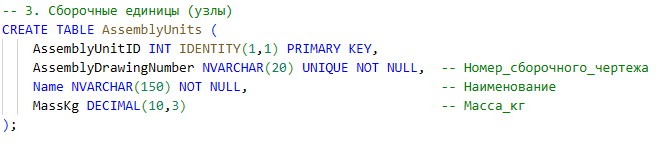 -- 3. Сборочные единицы (узлы)
CREATE TABLE AssemblyUnits (
    AssemblyUnitID INT IDENTITY(1,1) PRIMARY KEY,
    AssemblyDrawingNumber NVARCHAR(20) UNIQUE NOT NULL,  -- Номер_сборочного_чертежа
    Name NVARCHAR(150) NOT NULL,                         -- Наименование
    MassKg DECIMAL(10,3)                                 -- Масса_кг
);